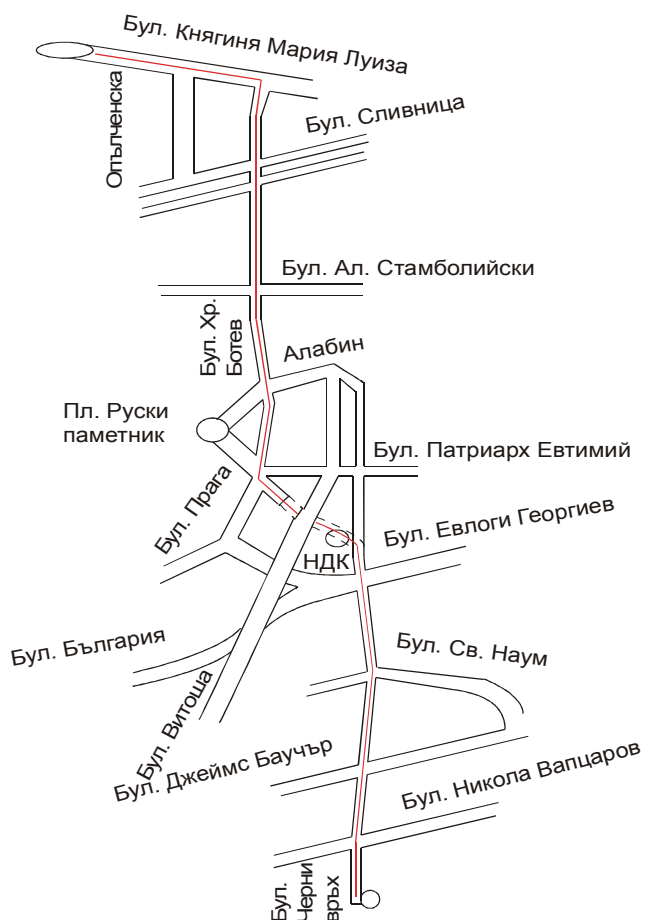 Бул. Княгиня Мария Луиза
Опълченска
Бул. Сливница
Бул. Ал. Стамболийски
Бул. Хр.
Ботев
Алабин
Пл. Руски
паметник
Бул. Патриарх Евтимий
Бул. Прага
Бул. Евлоги Георгиев
НДК
Бул. България
Бул. Св. Наум
Бул. Витоша
Бул. Джеймс Баучър
Бул. Никола Вапцаров
Бул.
Черни
връх